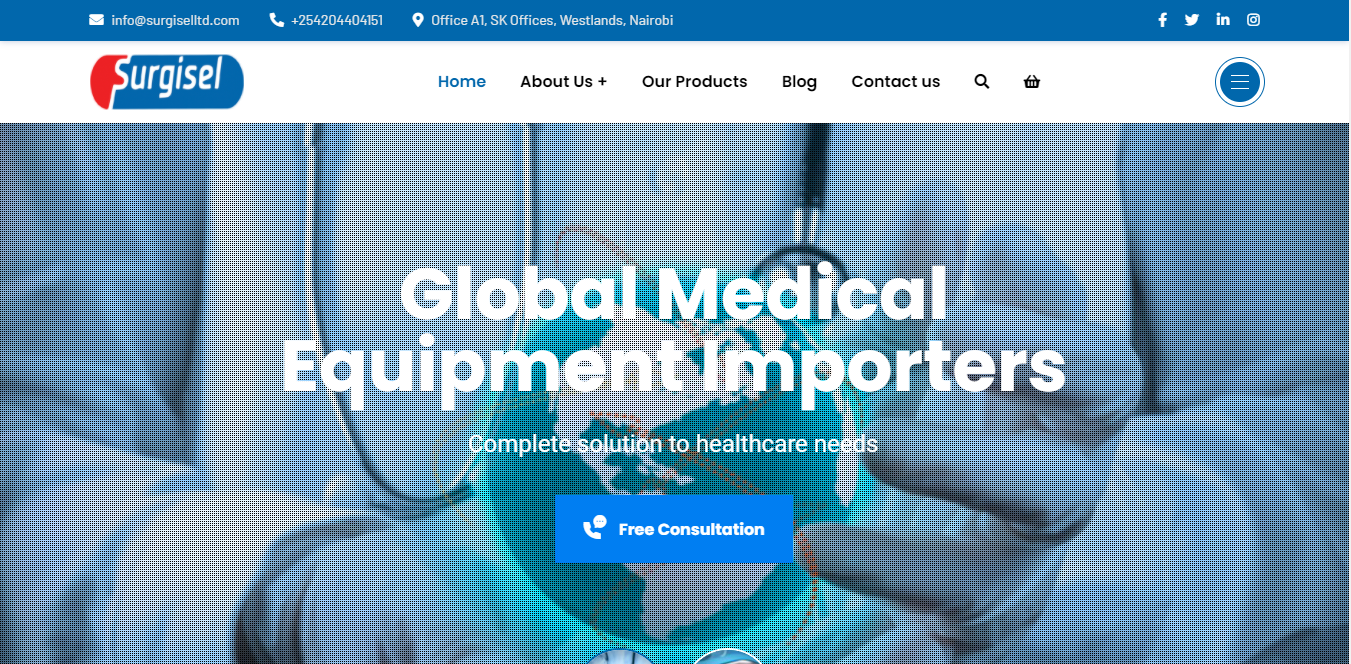 info@surgiselltd.com +254204404151 Office A1, SK Offices, Westlands, Nairobi
Surgisel
Home About Us + Our Products Blog Contact us
Global Medical
Equipment Importers
Complete solution to healthcare needs
Free Consultation